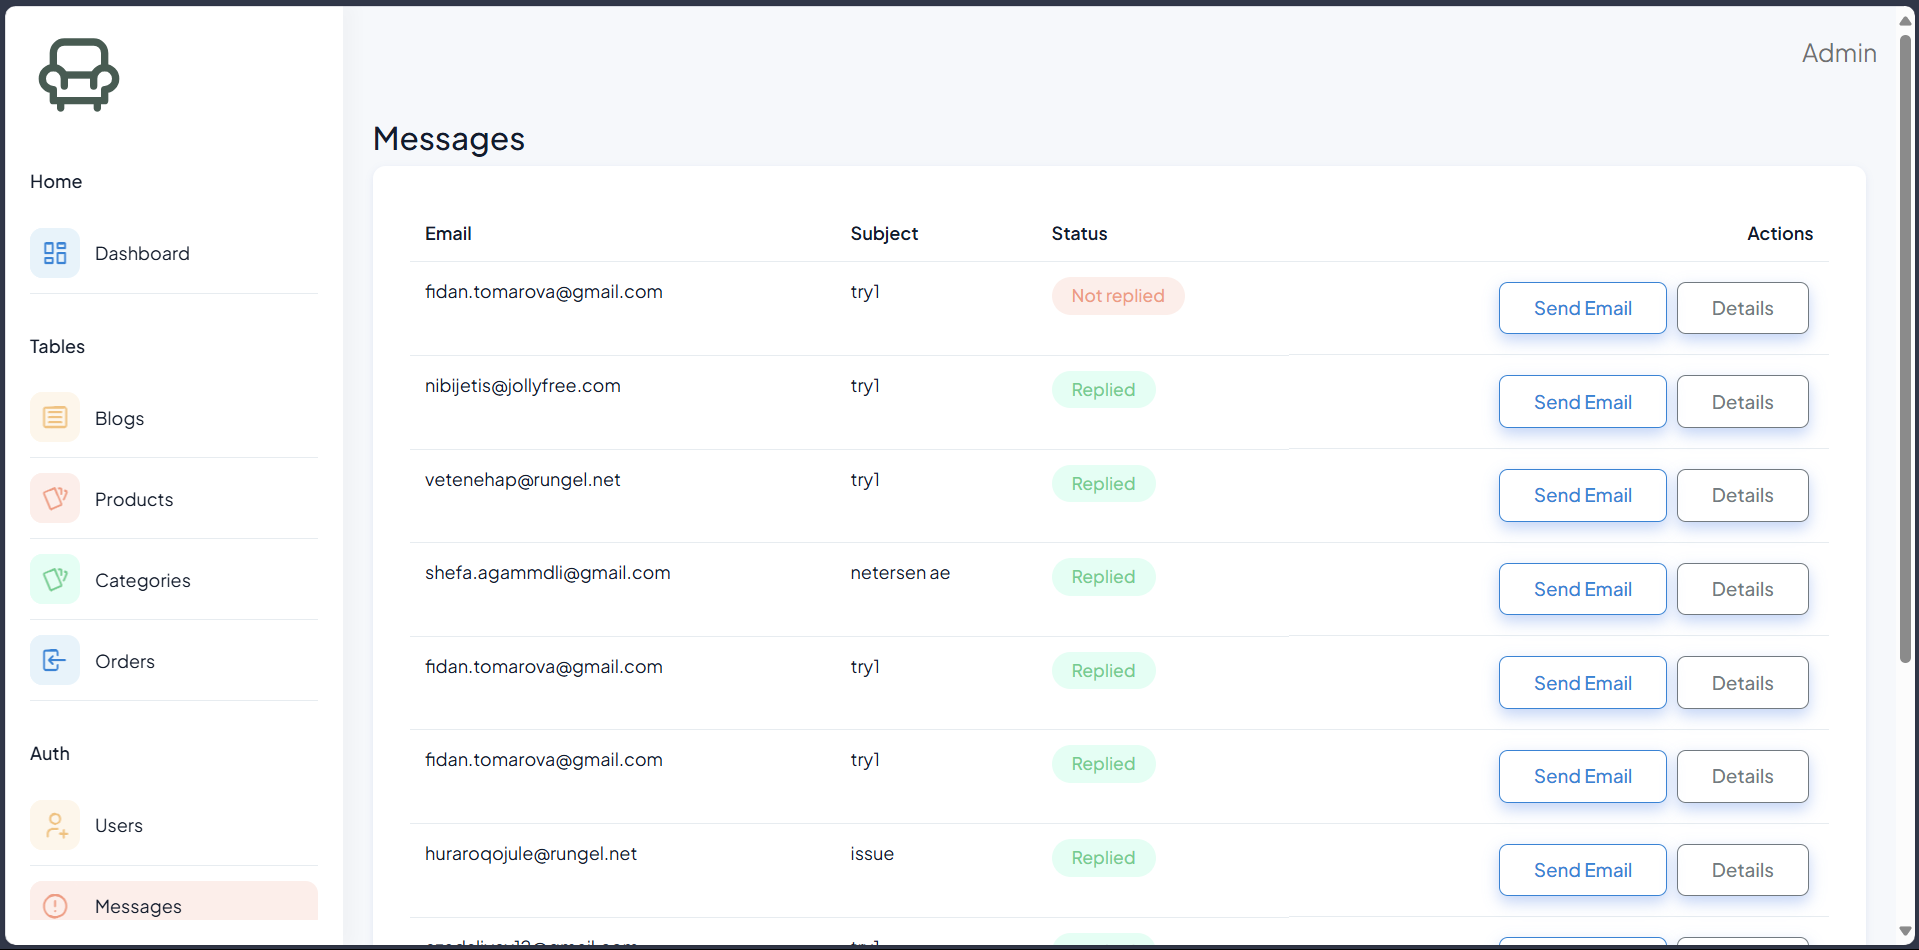 Admin
Messages
Home
Dashboard
Tables
Blogs
Products
Categories
Orders
Auth
Users
Messages
Email Subject Status Actions
fidan.tomarova@gmail.com try1 Not replied Send Email Details
nibijetis@jollyfree.com try1 Replied Send Email Details
vetenehap@rungel.net try1 Replied Send Email Details
shefa.agammdli@gmail.com netersen ae Replied Send Email Details
fidan.tomarova@gmail.com try1 Replied Send Email Details
fidan.tomarova@gmail.com try1 Replied Send Email Details
huraroqojule@rungel.net issue Replied Send Email Details
try1